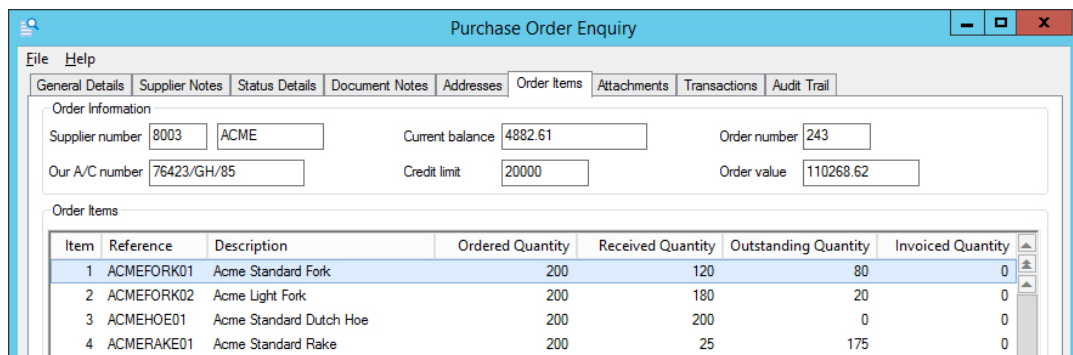 Purchase Order Enquiry
File Help
General Details Supplier Notes Status Details Document Notes Addresses Order Items Attachments Transactions Audit Trail
Order Information
Supplier number 8003 ACME Current balance 4882.61 Order number 243
Our A/C number 76423/GH/85 Credit limit 20000 Order value 110268.62
Order Items
Item Reference Description Ordered Quantity Received Quantity Outstanding Quantity Invoiced Quantity
1 ACMEFORK01 Acme Standard Fork 200 120 80 0
2 ACMEFORK02 Acme Light Fork 200 180 20 0
3 ACMEHOE01 Acme Standard Dutch Hoe 200 200 0 0
4 ACMERAKE01 Acme Standard Rake 200 25 175 0